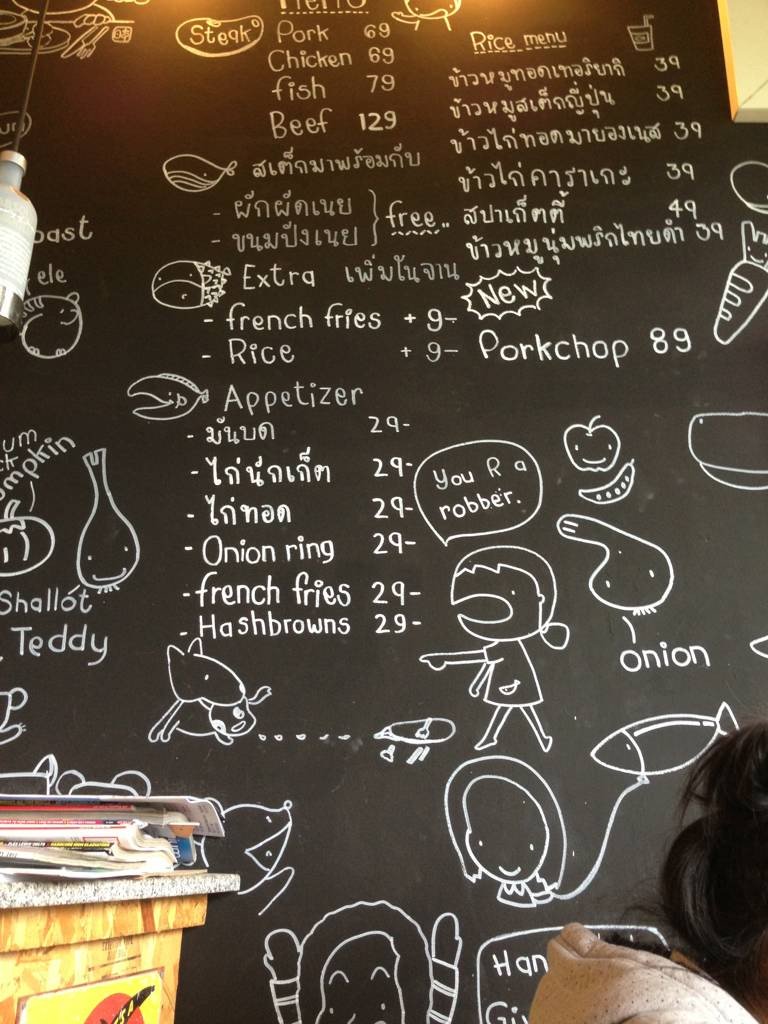 Steak
Pork 69
Chicken 69
fish 79
Beef 129
สเต็กมาพร้อมกับ
- ผักผัดเนย
- ขนมปังเนย
free..
Extra เพิ่มในจาน
- french fries + 9-
- Rice + 9-
Appetizer
- มันบด 29-
- ไก่นักเก็ต 29-
- ไก่ทอด 29-
- Onion ring 29-
- french fries 29-
- Hashbrowns 29-
Rice menu
ข้าวหมูทอดเทอริยากิ 39
ข้าวหมูสเต็กญี่ปุ่น 39
ข้าวไก่ทอดมายองเนส 39
ข้าวไก่คาราเกะ 39
สปาเก็ตตี้ 49
ข้าวหมูนุ่มพริกไทยดำ 39
New
Porkchop 89
You R a
robber.
onion
Shallot
Teddy